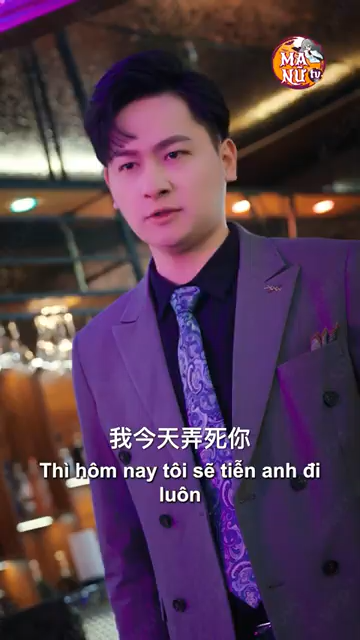 MA
NỮ
tv
我今天弄死你
Thì hôm nay tôi sẽ tiễn anh đi
luôn